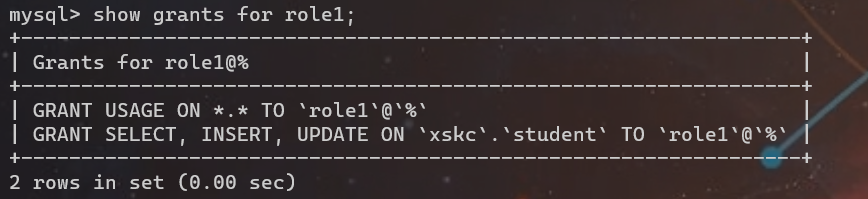 mysql> show grants for role1;
+----------------------------------------------------------------+
| Grants for role1@%                                             |
+----------------------------------------------------------------+
| GRANT USAGE ON *.* TO `role1`@`%`                              |
| GRANT SELECT, INSERT, UPDATE ON `xskc`.`student` TO `role1`@`%` |
+----------------------------------------------------------------+
2 rows in set (0.00 sec)